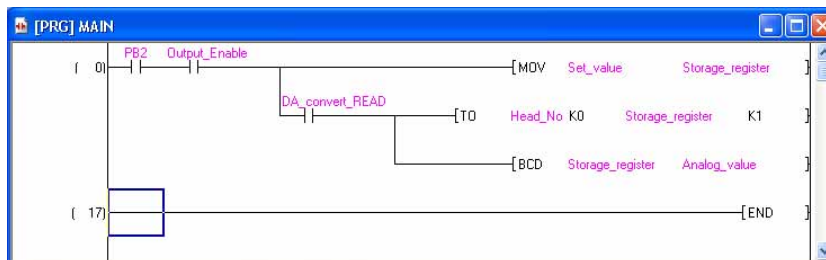 [PRG] MAIN
PB2 Output_Enable
( 0) [MOV Set_value Storage_register ]
DA_convert_READ
[TO Head_No K0 Storage_register K1 ]
[BCD Storage_register Analog_value ]
( 17) [END ]